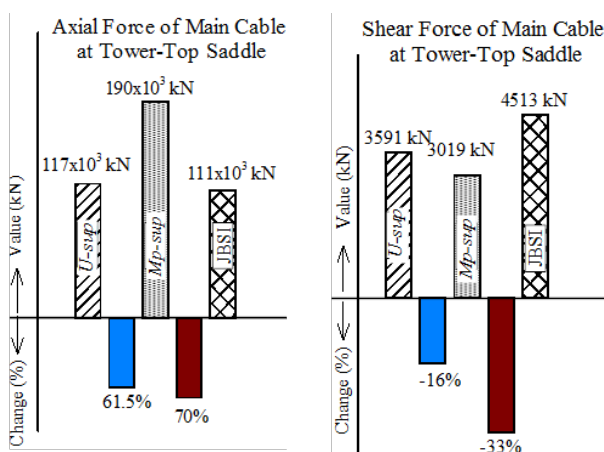 Axial Force of Main Cable
at Tower-Top Saddle
190x10³ kN
117x10³ kN
111x10³ kN
U-sup
Mp-sup
JBSI
Value (kN)
Change (%)
61.5%
70%
Shear Force of Main Cable
at Tower-Top Saddle
4513 kN
3591 kN
3019 kN
U-sup
Mp-sup
JBSI
Value (kN)
Change (%)
-16%
-33%